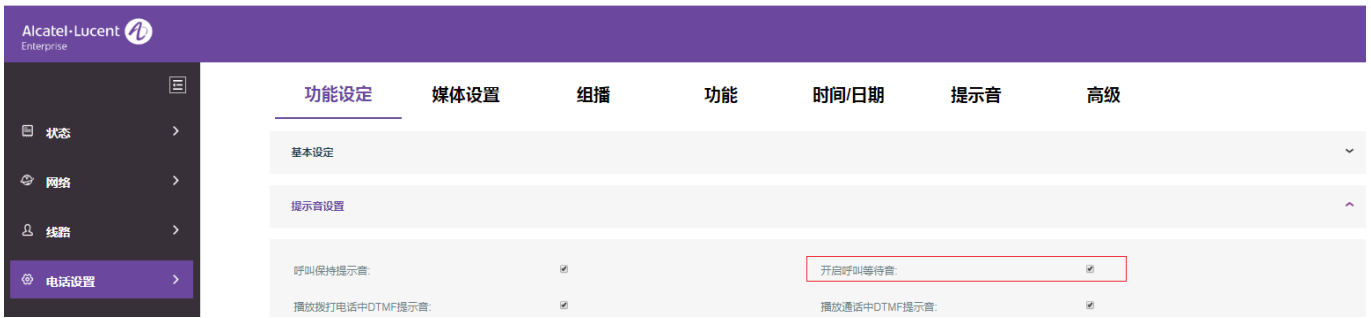 Alcatel·Lucent
Enterprise
功能设定 媒体设置 组播 功能 时间/日期 提示音 高级
状态
基本设定
网络
提示音设置
线路
呼叫保持提示音: 开启呼叫等待音:
电话设置
播放拨打电话中DTMF提示音: 播放通话中DTMF提示音: